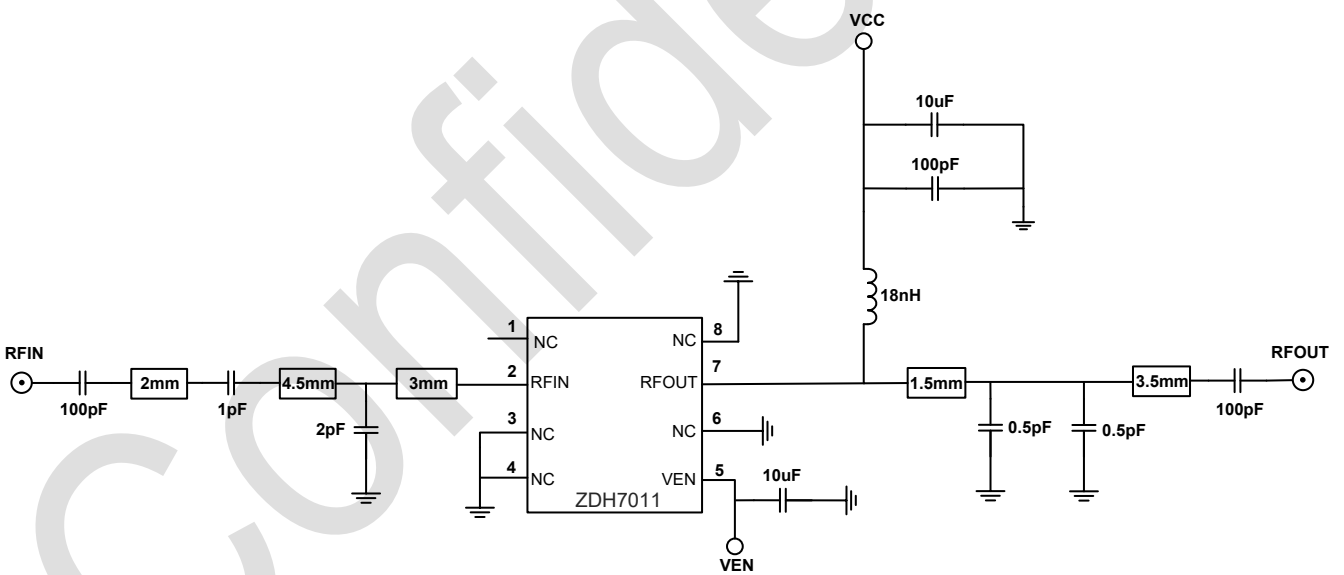 VCC
10uF
100pF
18nH
RFIN
100pF
2mm
1pF
4.5mm
2pF
3mm
1
NC
2
RFIN
3
NC
4
NC
8
NC
7
RFOUT
6
NC
5
VEN
ZDH7011
10uF
VEN
1.5mm
0.5pF
0.5pF
3.5mm
100pF
RFOUT
Confide